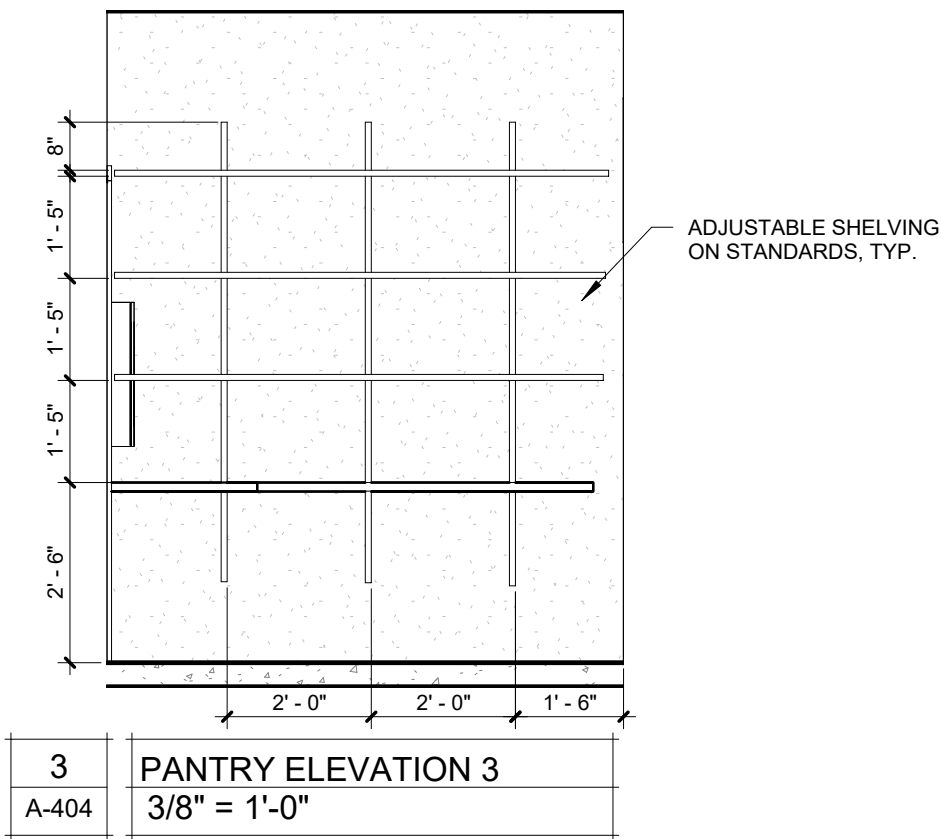 8"
1' - 5"
1' - 5"
1' - 5"
2' - 6"
ADJUSTABLE SHELVING
ON STANDARDS, TYP.
2' - 0"
2' - 0"
1' - 6"
3
PANTRY ELEVATION 3
A-404
3/8" = 1'-0"